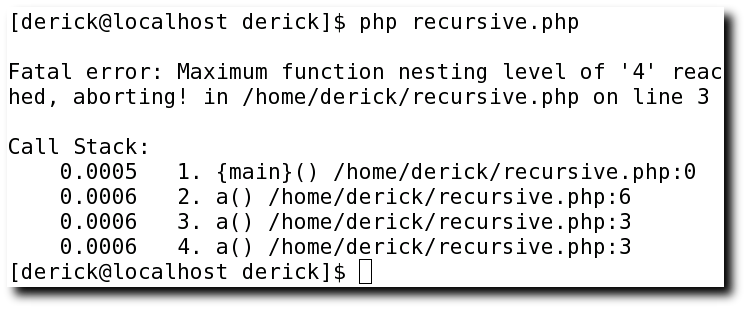 [derick@localhost derick]$ php recursive.php
Fatal error: Maximum function nesting level of '4' reac
hed, aborting! in /home/derick/recursive.php on line 3
Call Stack:
    0.0005   1. {main}() /home/derick/recursive.php:0
    0.0006   2. a() /home/derick/recursive.php:6
    0.0006   3. a() /home/derick/recursive.php:3
    0.0006   4. a() /home/derick/recursive.php:3
[derick@localhost derick]$